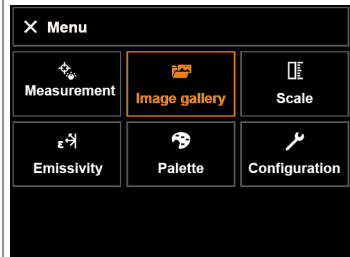 Menu
Measurement
Image gallery
Scale
Emissivity
Palette
Configuration